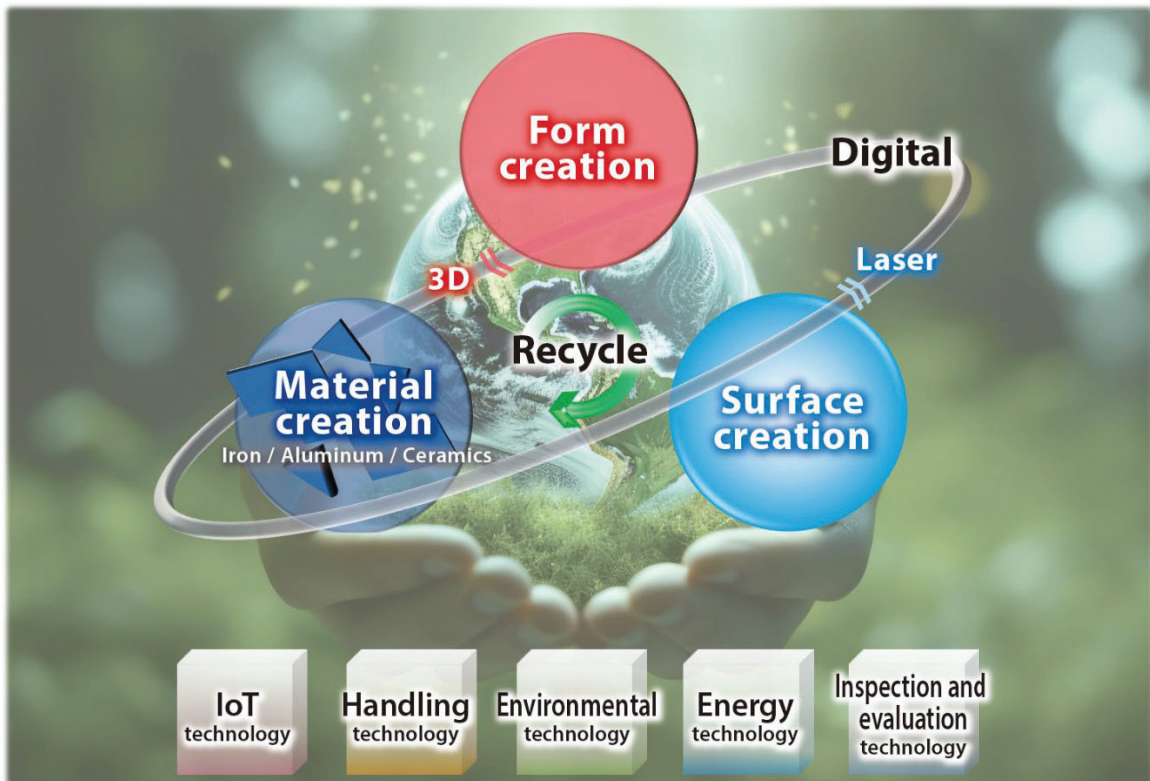 Form
creation
Digital
Laser
3D
Recycle
Material
creation
Iron / Aluminum / Ceramics
Surface
creation
IoT
technology
Handling
technology
Environmental
technology
Energy
technology
Inspection and
evaluation
technology